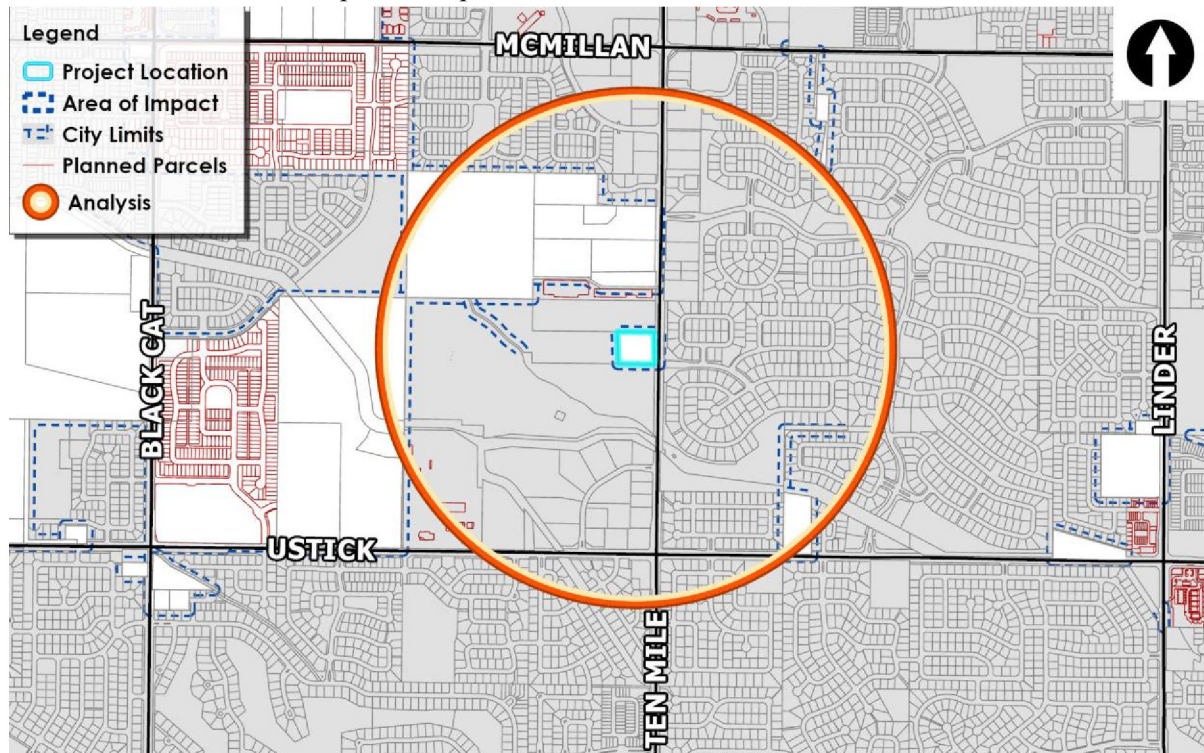 MCMILLAN
Legend
Project Location
Area of Impact
City Limits
Planned Parcels
Analysis
BLACK CAT
LINDER
USTICK
TEN MILE